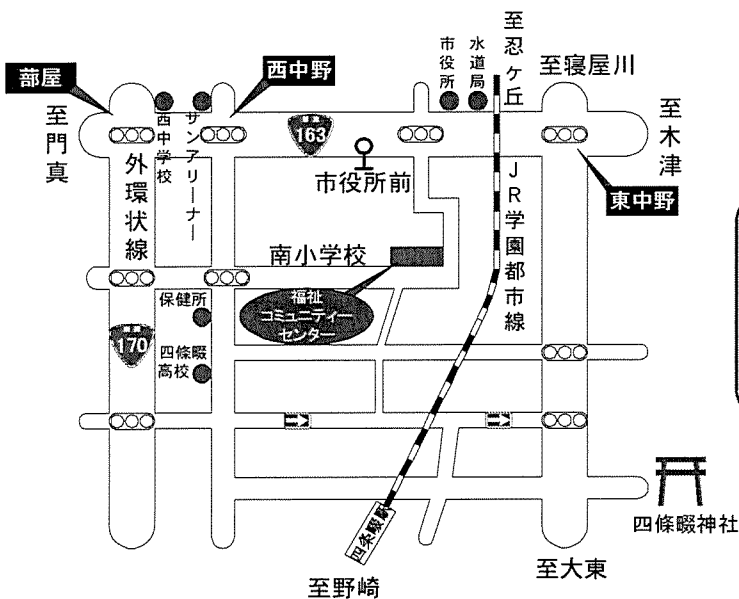 部屋
至門真
西中学校
サンアリーナー
西中野
国道
163
市役所前
市役所
水道局
至忍ヶ丘
至寝屋川
至木津
東中野
外環状線
JR学園都市線
南小学校
福祉
コミュニティー
センター
保健所
170
四條畷
高校
四条畷駅
至野崎
至大東
四條畷神社